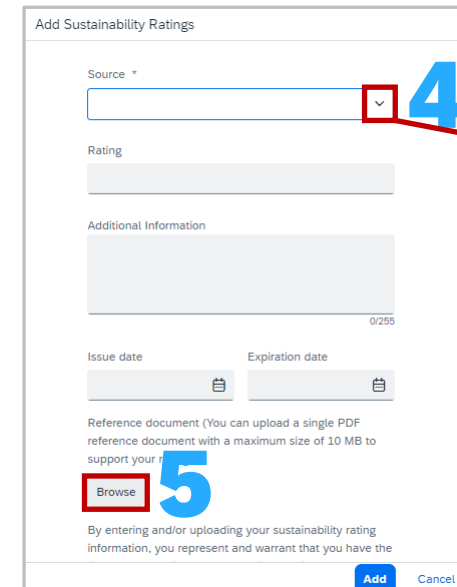 Add Sustainability Ratings
Source *
4
Rating
Additional Information
0/255
Issue date Expiration date
Reference document (You can upload a single PDF
reference document with a maximum size of 10 MB to
support your
5
Browse
By entering and/or uploading your sustainability rating
information, you represent and warrant that you have the
Add Cancel